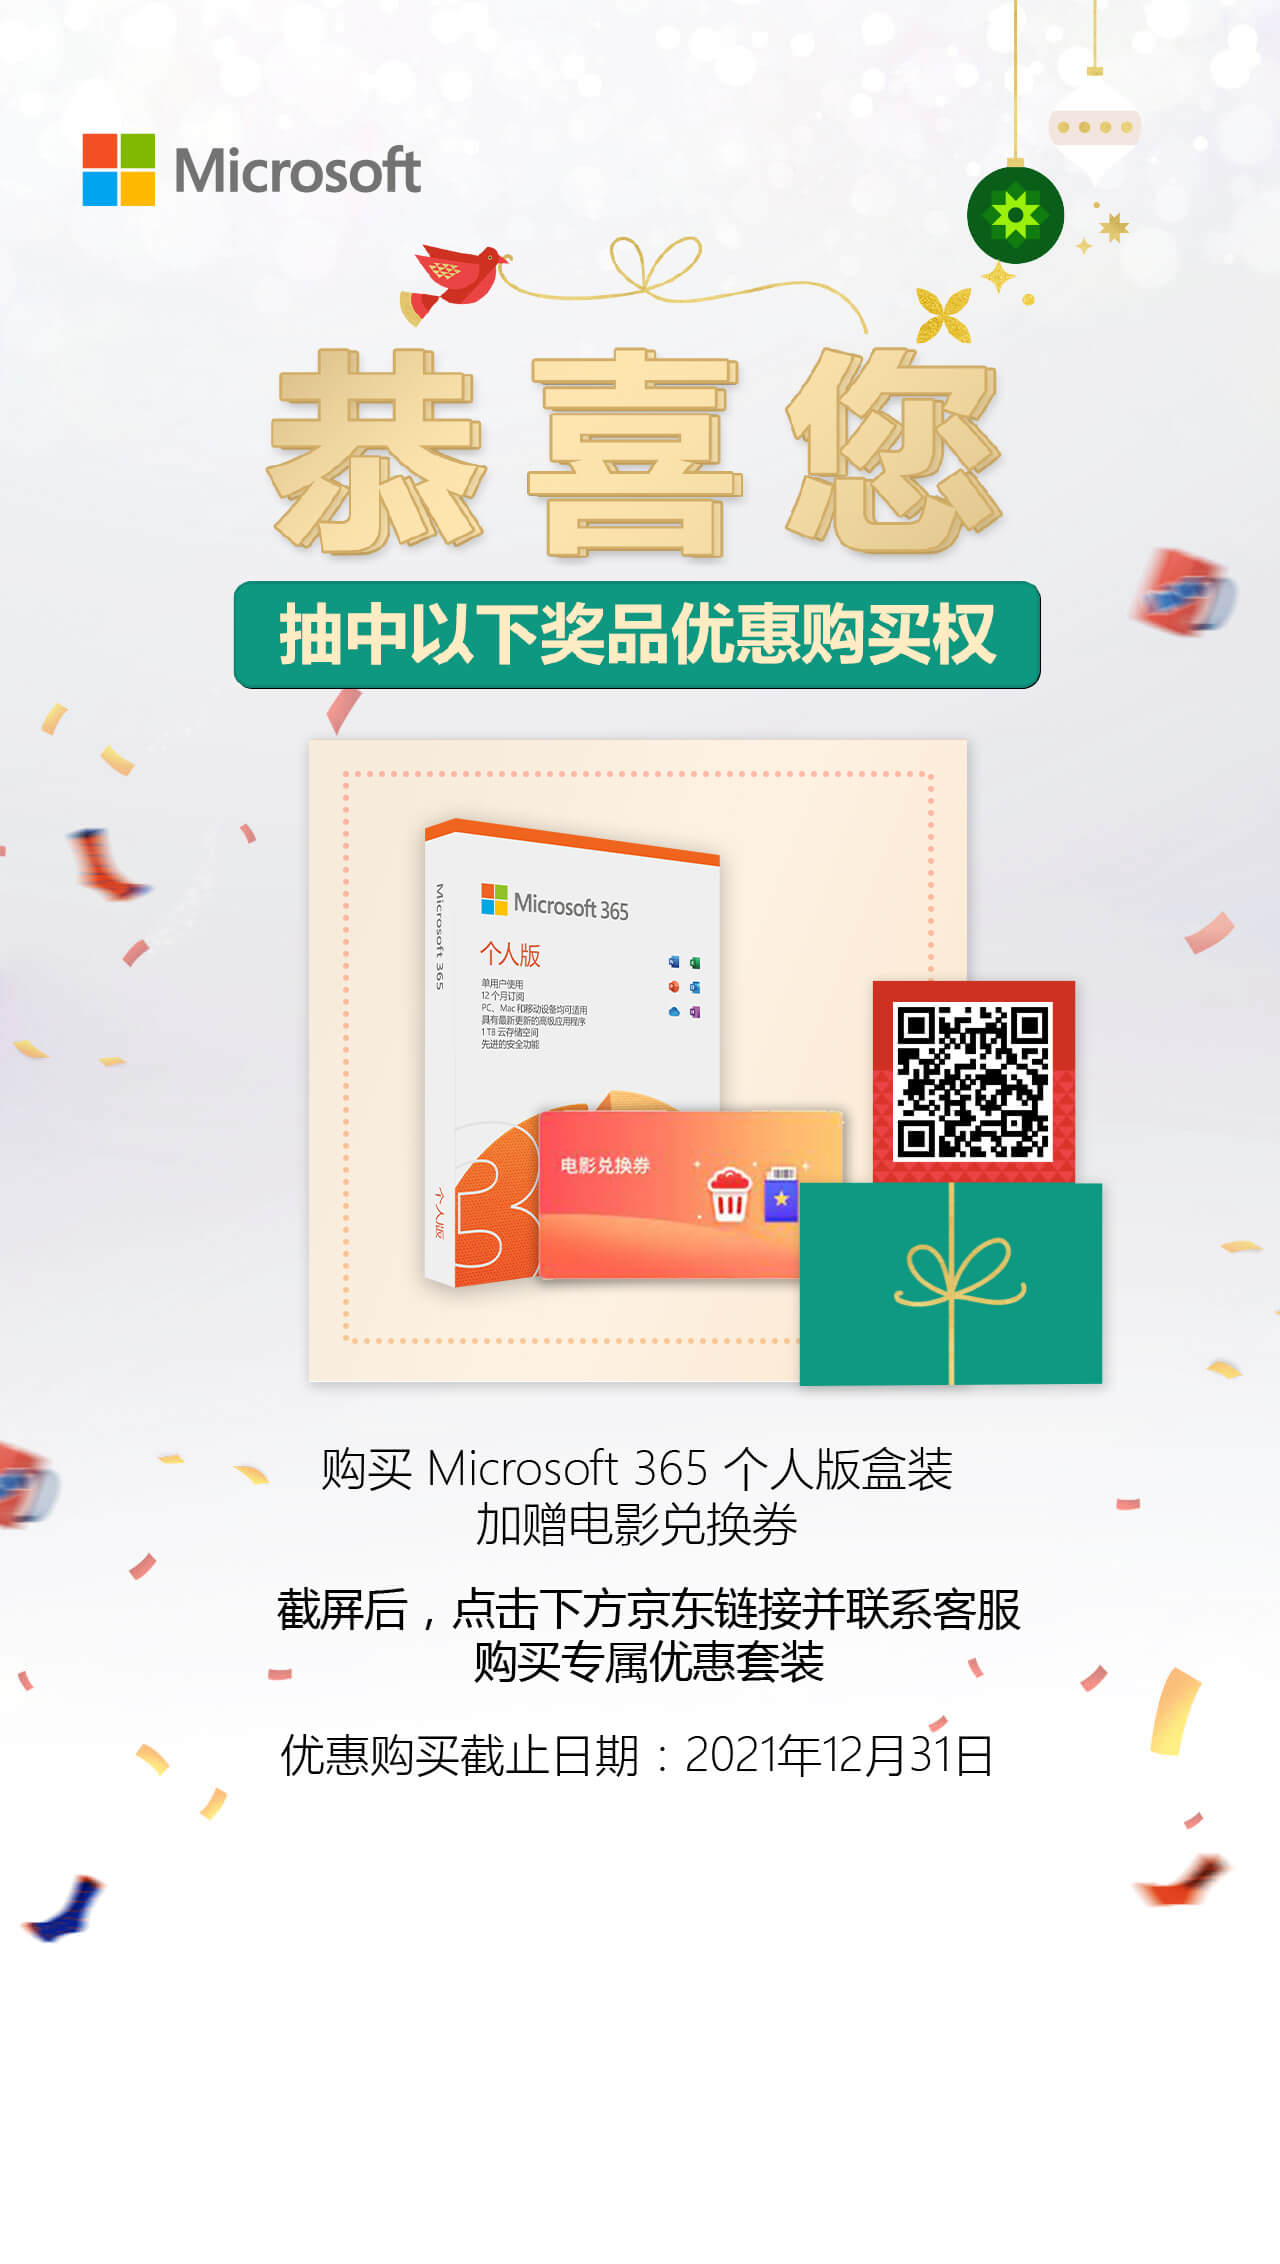 Microsoft
恭喜您
抽中以下奖品优惠购买权
Microsoft 365
Microsoft 365
个人版
单用户使用
12 个月订阅
PC、Mac 和移动设备均可适用
具有最新更新的高级应用程序
1 TB 云存储空间
先进的安全功能
个人版
3
电影兑换券
购买 Microsoft 365 个人版盒装
加赠电影兑换券
截屏后，点击下方京东链接并联系客服
购买专属优惠套装
优惠购买截止日期：2021年12月31日